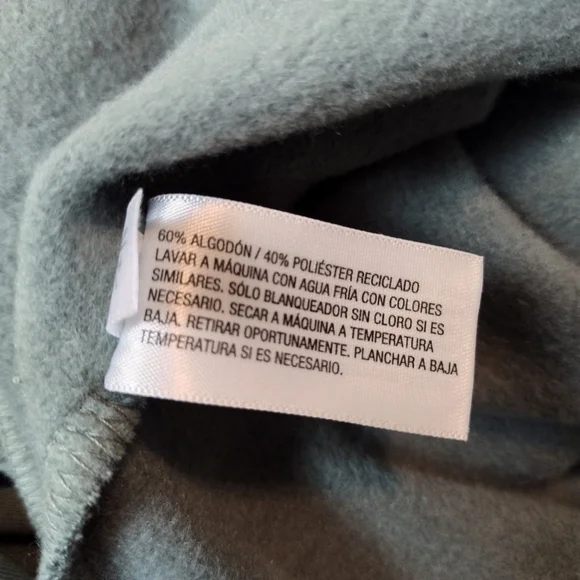 60% ALGODÓN / 40% POLIÉSTER RECICLADO
LAVAR A MÁQUINA CON AGUA FRÍA CON COLORES
SIMILARES. SÓLO BLANQUEADOR SIN CLORO SI ES
NECESARIO. SECAR A MÁQUINA A TEMPERATURA
BAJA. RETIRAR OPORTUNAMENTE. PLANCHAR A BAJA
TEMPERATURA SI ES NECESARIO.